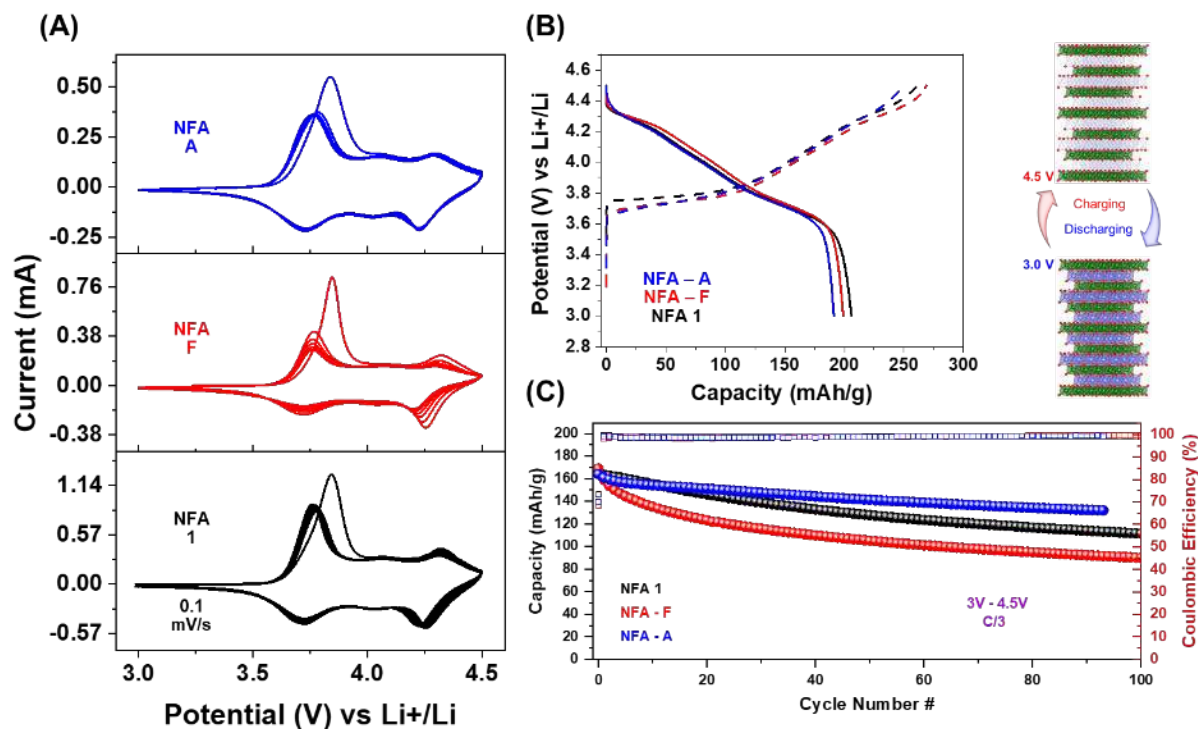 (A)
Current (mA)
0.50
0.25
0.00
-0.25
NFA
A
0.76
0.38
0.00
-0.38
NFA
F
1.14
0.57
0.00
-0.57
NFA
1
0.1
mV/s
3.0 3.5 4.0 4.5
Potential (V) vs Li+/Li
(B)
Potential (V) vs Li+/Li
4.6
4.4
4.2
4.0
3.8
3.6
3.4
3.2
3.0
2.8
NFA – A
NFA – F
NFA 1
0 50 100 150 200 250 300
Capacity (mAh/g)
4.5 V
Charging
Discharging
3.0 V
(C)
Capacity (mAh/g)
200
180
160
140
120
100
80
60
40
20
0
NFA 1
NFA - F
NFA - A
3V - 4.5V
C/3
100
90
80
70
60
50
40
30
20
10
0
Coulombic Efficiency (%)
0 20 40 60 80 100
Cycle Number #